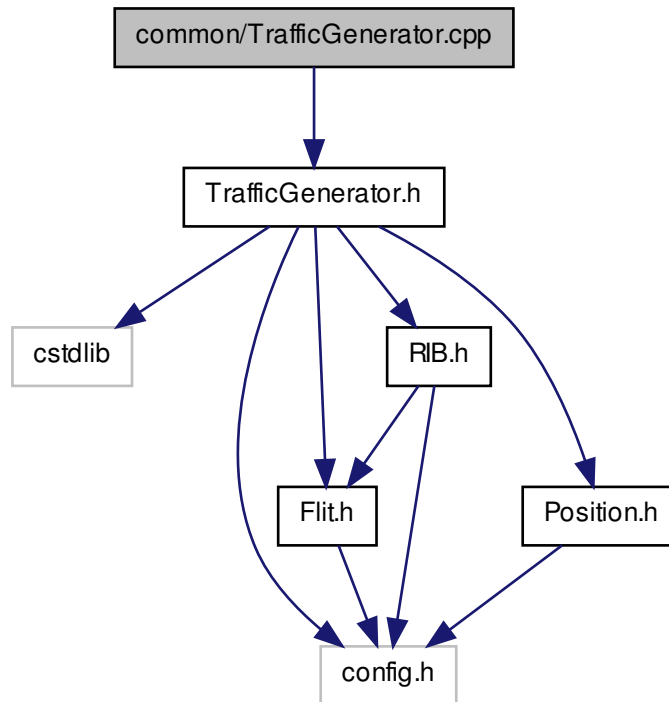 common/TrafficGenerator.cpp
TrafficGenerator.h
cstdlib
RIB.h
Flit.h
Position.h
config.h